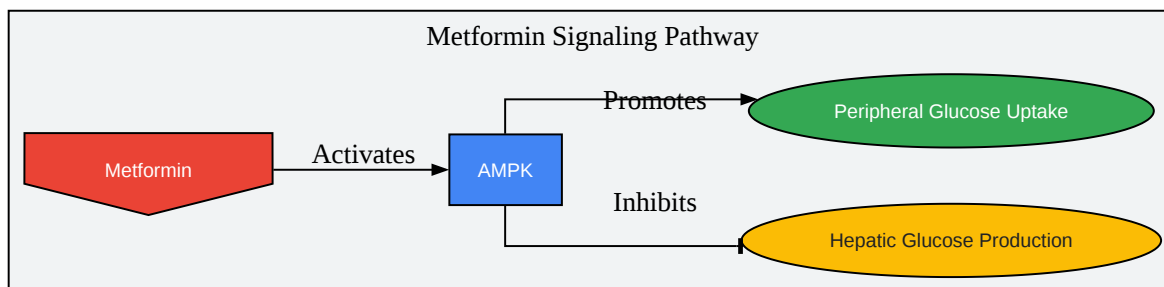 Metformin Signaling Pathway
Promotes
Peripheral Glucose Uptake
Metformin
Activates
AMPK
Inhibits
Hepatic Glucose Production